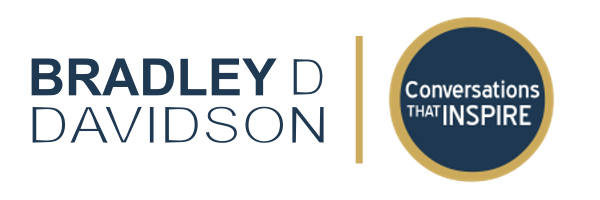 BRADLEY D
DAVIDSON
Conversations
THAT INSPIRE